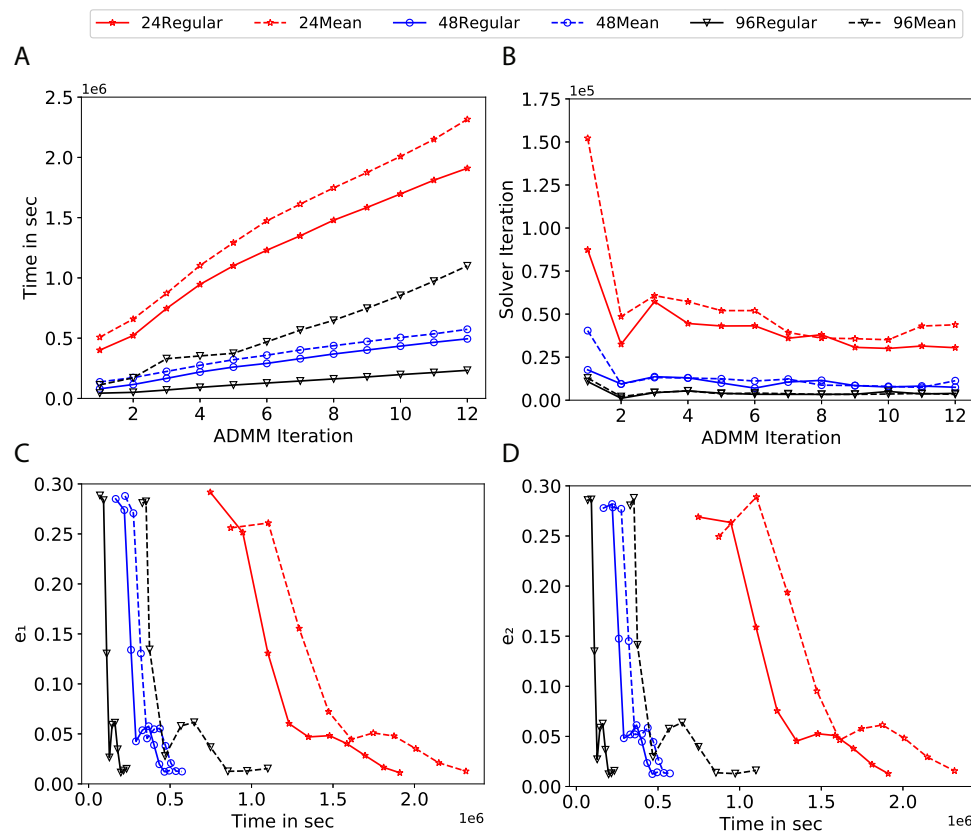 24Regular 24Mean 48Regular 48Mean 96Regular 96Mean
A
1e6
2.5
2.0
1.5
1.0
0.5
0.0
Time in sec
2 4 6 8 10 12
ADMM Iteration
B
1e5
1.75
1.50
1.25
1.00
0.75
0.50
0.25
0.00
Solver Iteration
2 4 6 8 10 12
ADMM Iteration
C
0.30
0.25
0.20
0.15
0.10
0.05
0.00
e₁
0.0 0.5 1.0 1.5 2.0
Time in sec
1e6
D
0.30
0.25
0.20
0.15
0.10
0.05
0.00
e₂
0.0 0.5 1.0 1.5 2.0
Time in sec
1e6